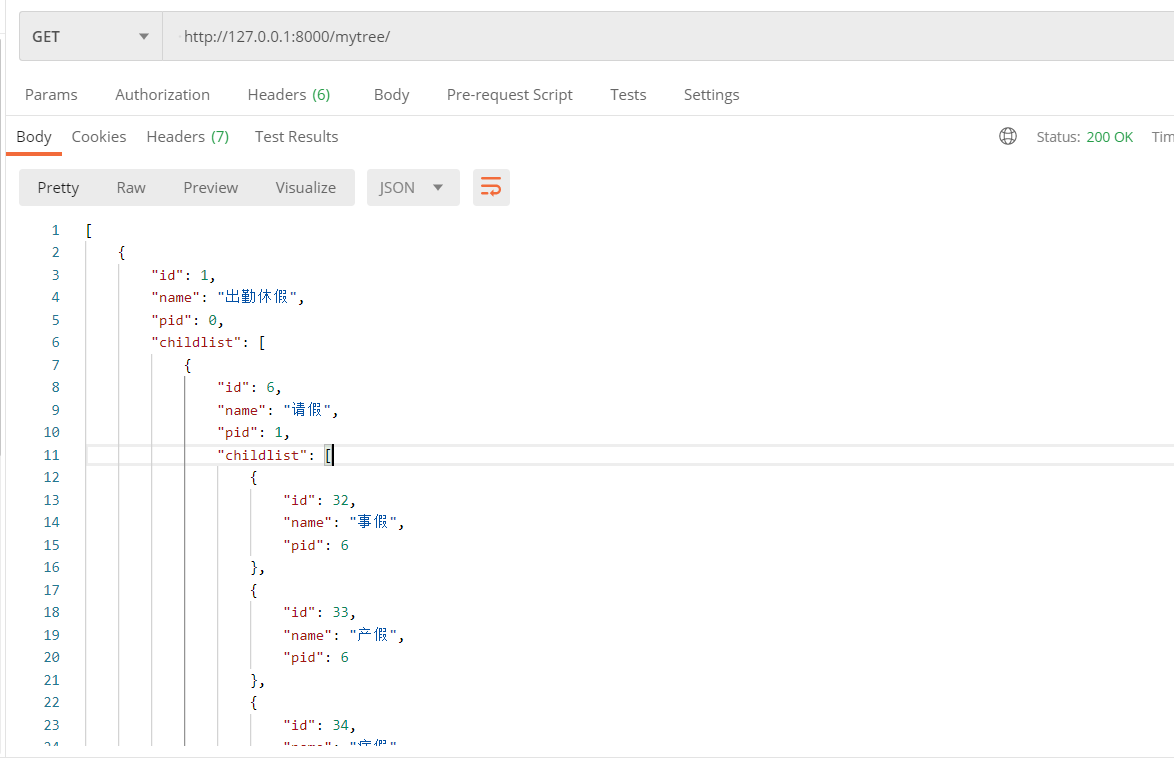 GET http://127.0.0.1:8000/mytree/
Params Authorization Headers (6) Body Pre-request Script Tests Settings
Body Cookies Headers (7) Test Results Status: 200 OK Tim
Pretty Raw Preview Visualize JSON
1 [
2 {
3 "id": 1,
4 "name": "出勤休假",
5 "pid": 0,
6 "childlist": [
7 {
8 "id": 6,
9 "name": "请假",
10 "pid": 1,
11 "childlist": [
12 {
13 "id": 32,
14 "name": "事假",
15 "pid": 6
16 },
17 {
18 "id": 33,
19 "name": "产假",
20 "pid": 6
21 },
22 {
23 "id": 34,
24 "name": "病假"